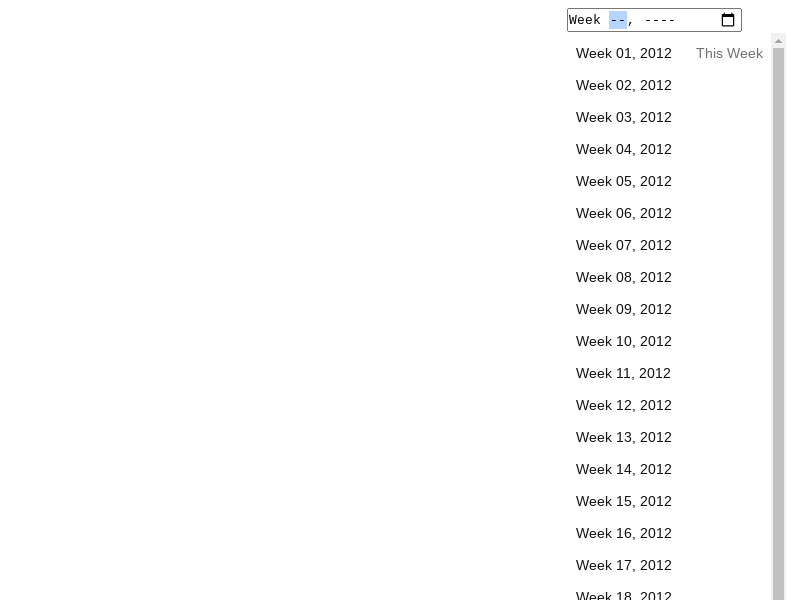 Week --, ----
Week 01, 2012 This Week
Week 02, 2012
Week 03, 2012
Week 04, 2012
Week 05, 2012
Week 06, 2012
Week 07, 2012
Week 08, 2012
Week 09, 2012
Week 10, 2012
Week 11, 2012
Week 12, 2012
Week 13, 2012
Week 14, 2012
Week 15, 2012
Week 16, 2012
Week 17, 2012
Week 18, 2012